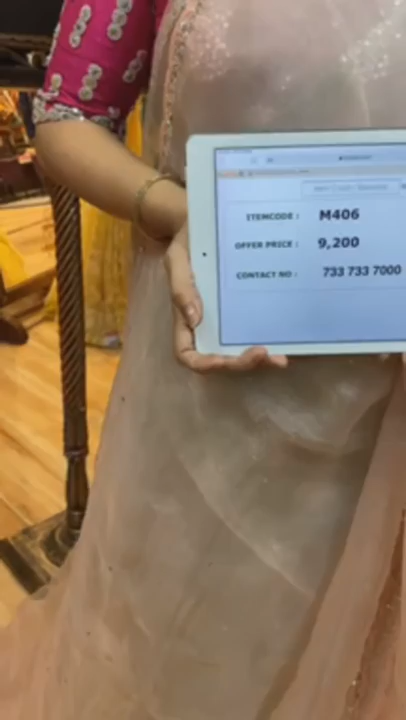 ITEMCODE : M406
OFFER PRICE : 9,200
CONTACT NO : 733 733 7000